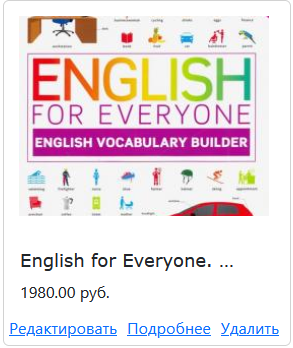 ENGLISH
FOR EVERYONE
ENGLISH VOCABULARY BUILDER
English for Everyone. ...
1980.00 руб.
Редактировать Подробнее Удалить